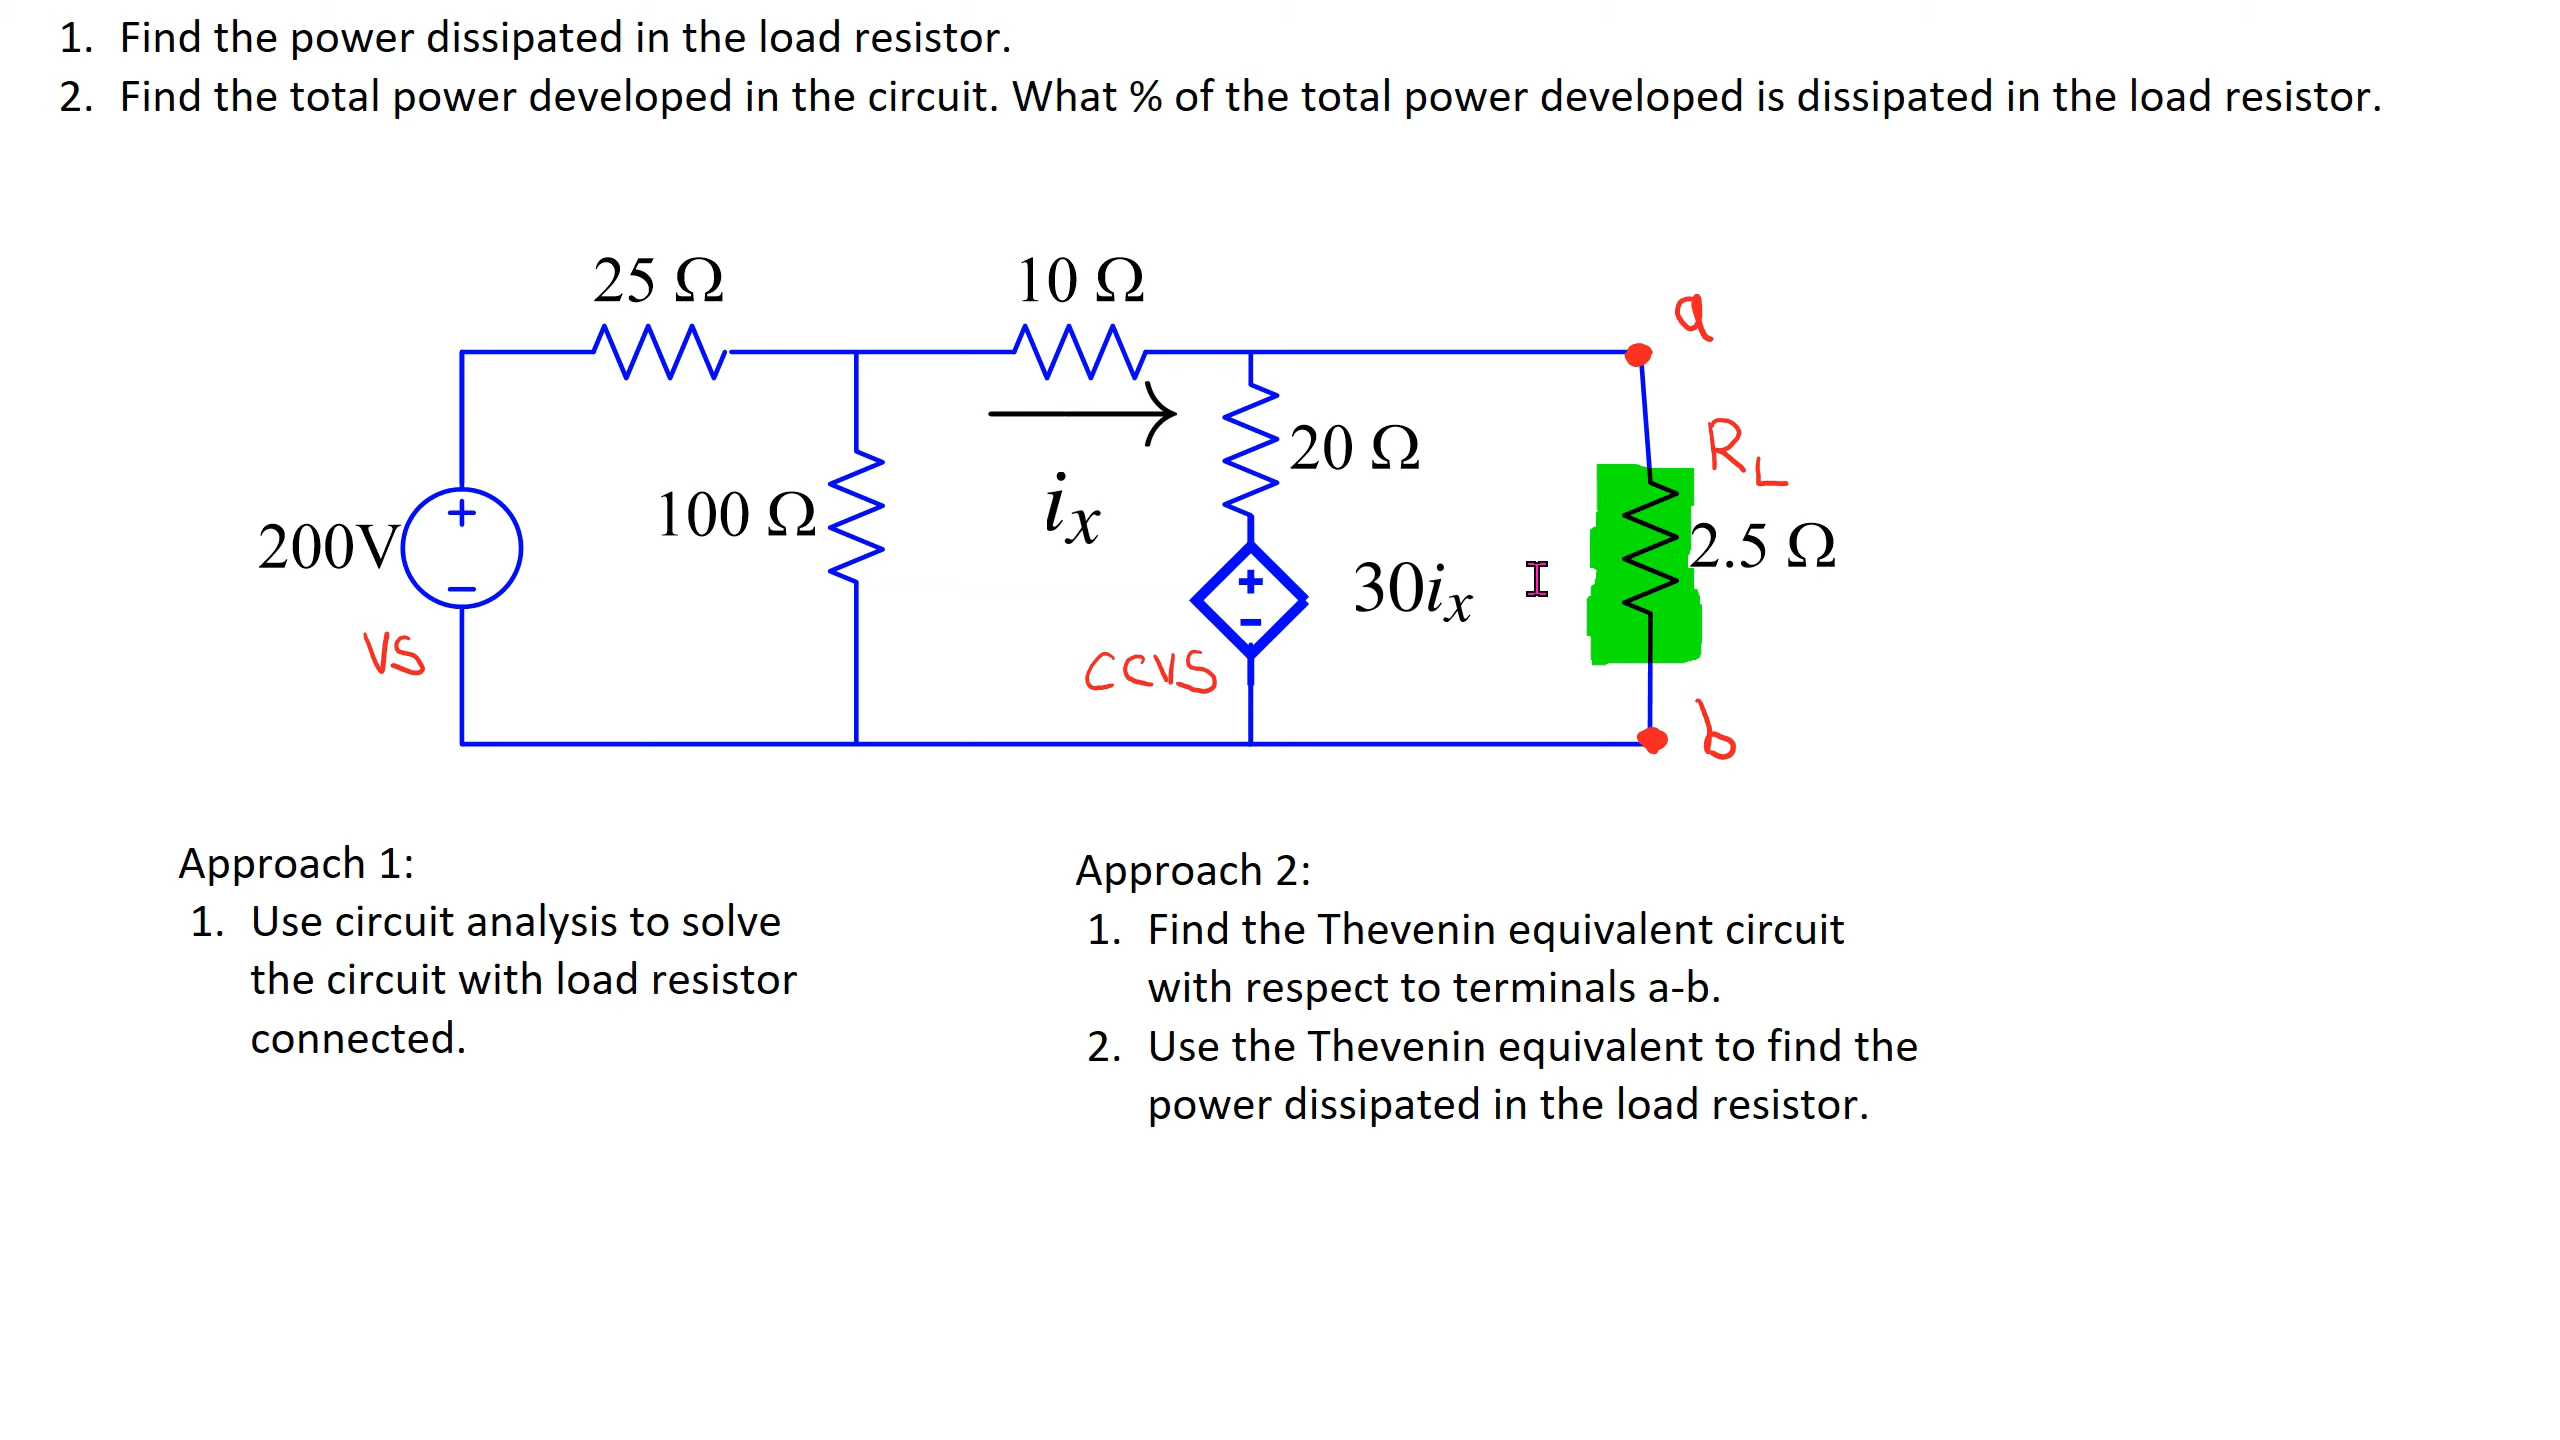 1. Find the power dissipated in the load resistor.
2. Find the total power developed in the circuit. What % of the total power developed is dissipated in the load resistor.
25 Ω
10 Ω
a
20 Ω
R_L
100 Ω
i_x
200V
+
−
2.5 Ω
+
−
30i_x
VS
CCVS
b
Approach 1:
1. Use circuit analysis to solve
the circuit with load resistor
connected.
Approach 2:
1. Find the Thevenin equivalent circuit
with respect to terminals a-b.
2. Use the Thevenin equivalent to find the
power dissipated in the load resistor.